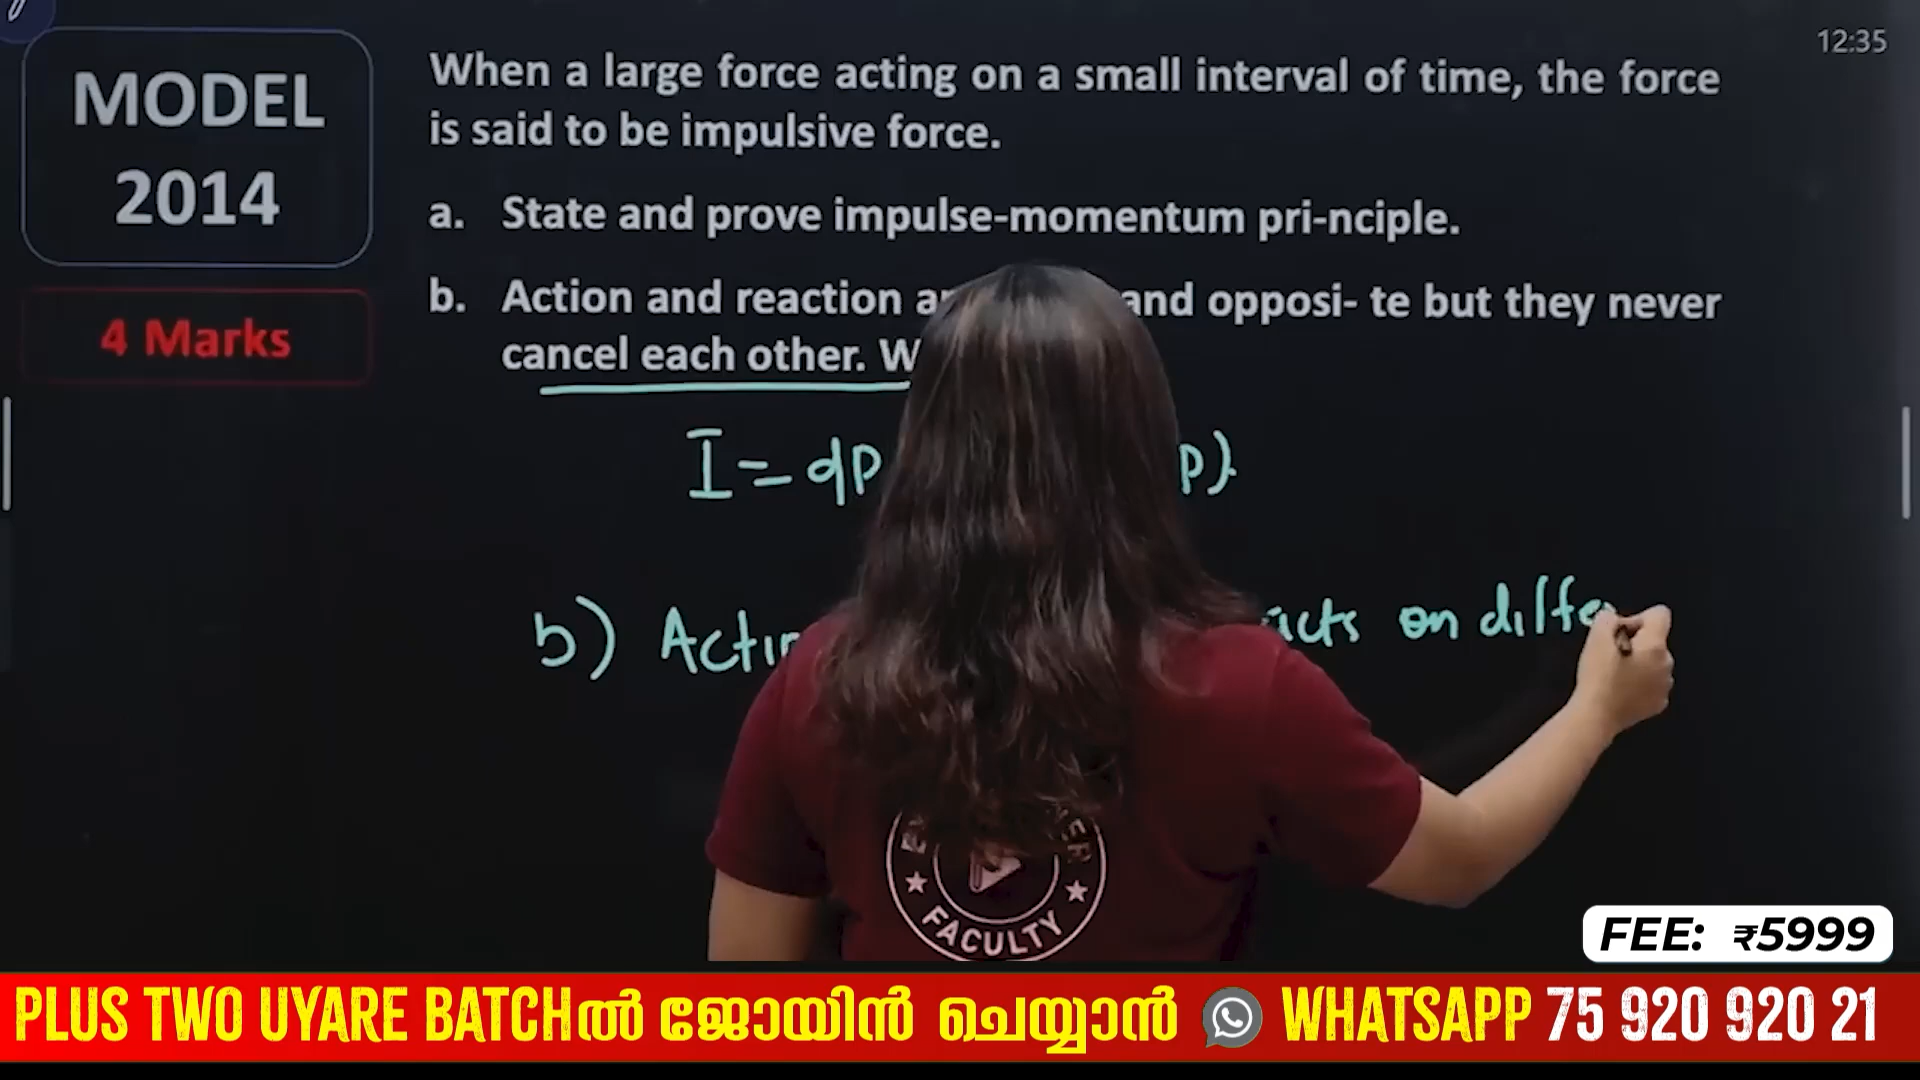 12:35
MODEL
2014
4 Marks
When a large force acting on a small interval of time, the force
is said to be impulsive force.
a. State and prove impulse-momentum pri-nciple.
b. Action and reaction and opposi- te but they never
cancel each other. W
I = dp p).
b) Actin acts on diffe
FACULTY
FEE: ₹5999
PLUS TWO UYARE BATCHൽ ജോയിൻ ചെയ്യാൻ WHATSAPP 75 920 920 21